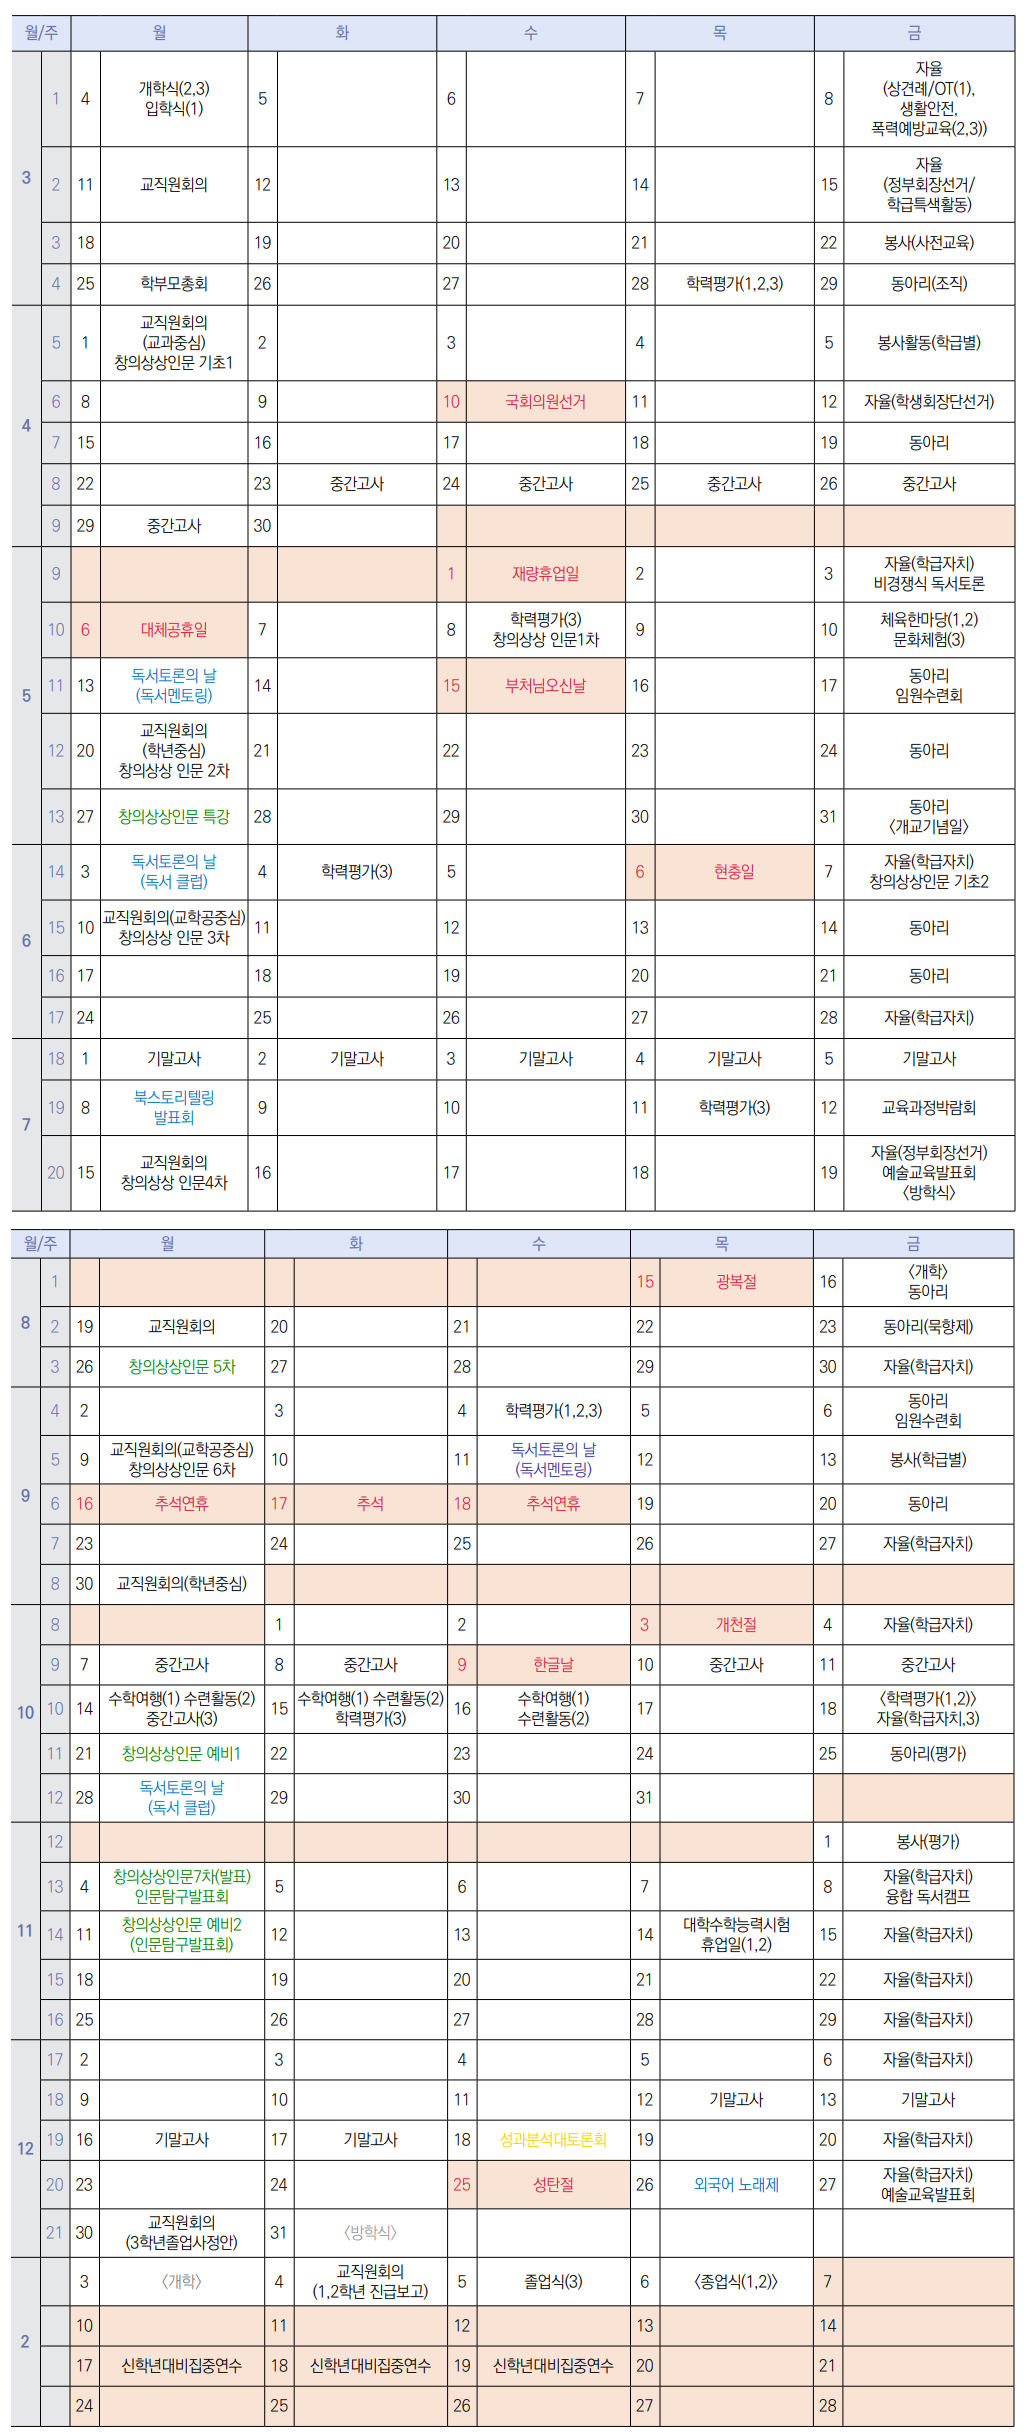 월/주 월 화 수 목 금
3 1 4 개학식(2,3) 입학식(1) 5 6 7 8 자율
(상견례/OT(1),
생활안전,
폭력예방교육(2,3))
2 11 교직원회의 12 13 14 15 자율
(정부회장선거/
학급특색활동)
3 18 19 20 21 22 봉사(사전교육)
4 25 학부모총회 26 27 28 학력평가(1,2,3) 29 동아리(조직)
4 5 1 교직원회의
(교과중심)
창의상상인문 기초1
2 3 4 5 봉사활동(학급별)
6 8 9 10 국회의원선거 11 12 자율(학생회장단선거)
7 15 16 17 18 19 동아리
8 22 23 중간고사 24 중간고사 25 중간고사 26 중간고사
9 29 중간고사 30
5 9 1 재량휴업일 2 3 자율(학급자치)
비경쟁식 독서토론
10 6 대체공휴일 7 8 학력평가(3)
창의상상 인문1차
9 10 체육한마당(1,2)
문화체험(3)
11 13 독서토론의 날
(독서멘토링)
14 15 부처님오신날 16 17 동아리
임원수련회
12 20 교직원회의
(학년중심)
창의상상 인문 2차
21 22 23 24 동아리
13 27 창의상상인문 특강 28 29 30 31 동아리
〈개교기념일〉
6 14 3 독서토론의 날
(독서 클럽)
4 학력평가(3) 5 6 현충일 7 자율(학급자치)
창의상상인문 기초2
15 10 교직원회의(교학공중심)
창의상상 인문 3차
11 12 13 14 동아리
16 17 18 19 20 21 동아리
17 24 25 26 27 28 자율(학급자치)
7 18 1 기말고사 2 기말고사 3 기말고사 4 기말고사 5 기말고사
19 8 북스토리텔링
발표회
9 10 11 학력평가(3) 12 교육과정박람회
20 15 교직원회의
창의상상 인문4차
16 17 18 19 자율(정부회장선거)
예술교육발표회
〈방학식〉
월/주 월 화 수 목 금
8 1 15 광복절 16 〈개학〉
동아리
2 19 교직원회의 20 21 22 23 동아리(묵향제)
3 26 창의상상인문 5차 27 28 29 30 자율(학급자치)
9 4 2 3 4 학력평가(1,2,3) 5 6 동아리
임원수련회
5 9 교직원회의(교학공중심)
창의상상인문 6차
10 11 독서토론의 날
(독서멘토링)
12 13 봉사(학급별)
6 16 추석연휴 17 추석 18 추석연휴 19 20 동아리
7 23 24 25 26 27 자율(학급자치)
8 30 교직원회의(학년중심)
10 8 1 2 3 개천절 4 자율(학급자치)
9 7 중간고사 8 중간고사 9 한글날 10 중간고사 11 중간고사
10 14 수학여행(1) 수련활동(2)
중간고사(3)
15 수학여행(1) 수련활동(2)
학력평가(3)
16 수학여행(1)
수련활동(2)
17 18 〈학력평가(1,2)〉
자율(학급자치,3)
11 21 창의상상인문 예비1 22 23 24 25 동아리(평가)
12 28 독서토론의 날
(독서 클럽)
29 30 31
11 12 1 봉사(평가)
13 4 창의상상인문7차(발표)
인문탐구발표회
5 6 7 8 자율(학급자치)
융합 독서캠프
14 11 창의상상인문 예비2
(인문탐구발표회)
12 13 14 대학수학능력시험
휴업일(1,2)
15 자율(학급자치)
15 18 19 20 21 22 자율(학급자치)
16 25 26 27 28 29 자율(학급자치)
12 17 2 3 4 5 6 자율(학급자치)
18 9 10 11 12 기말고사 13 기말고사
19 16 기말고사 17 기말고사 18 성과분석대토론회 19 20 자율(학급자치)
20 23 24 25 성탄절 26 외국어 노래제 27 자율(학급자치)
예술교육발표회
21 30 교직원회의
(3학년졸업사정안)
31 〈방학식〉
2 3 〈개학〉 4 교직원회의
(1,2학년 진급보고)
5 졸업식(3) 6 〈종업식(1,2)〉 7
10 11 12 13 14
17 신학년대비집중연수 18 신학년대비집중연수 19 신학년대비집중연수 20 21
24 25 26 27 28